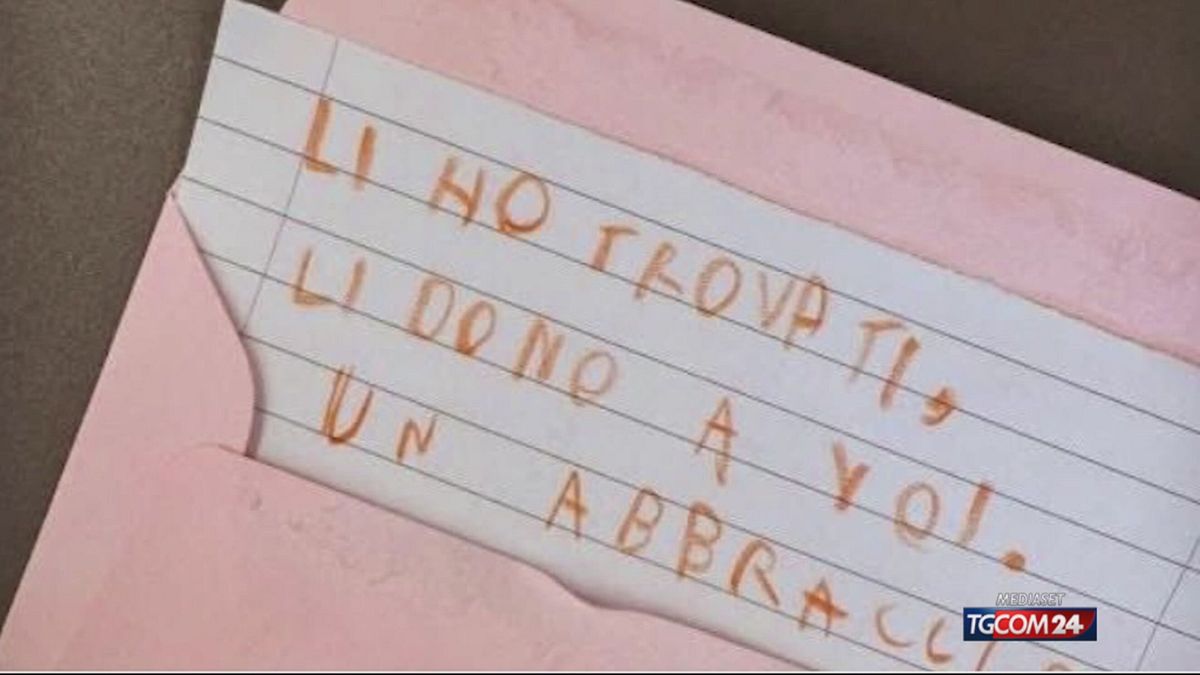 LI HO TROVATI,
LI DONO A VOI.
UN ABBRACCIO
MEDIASET
TGCOM24